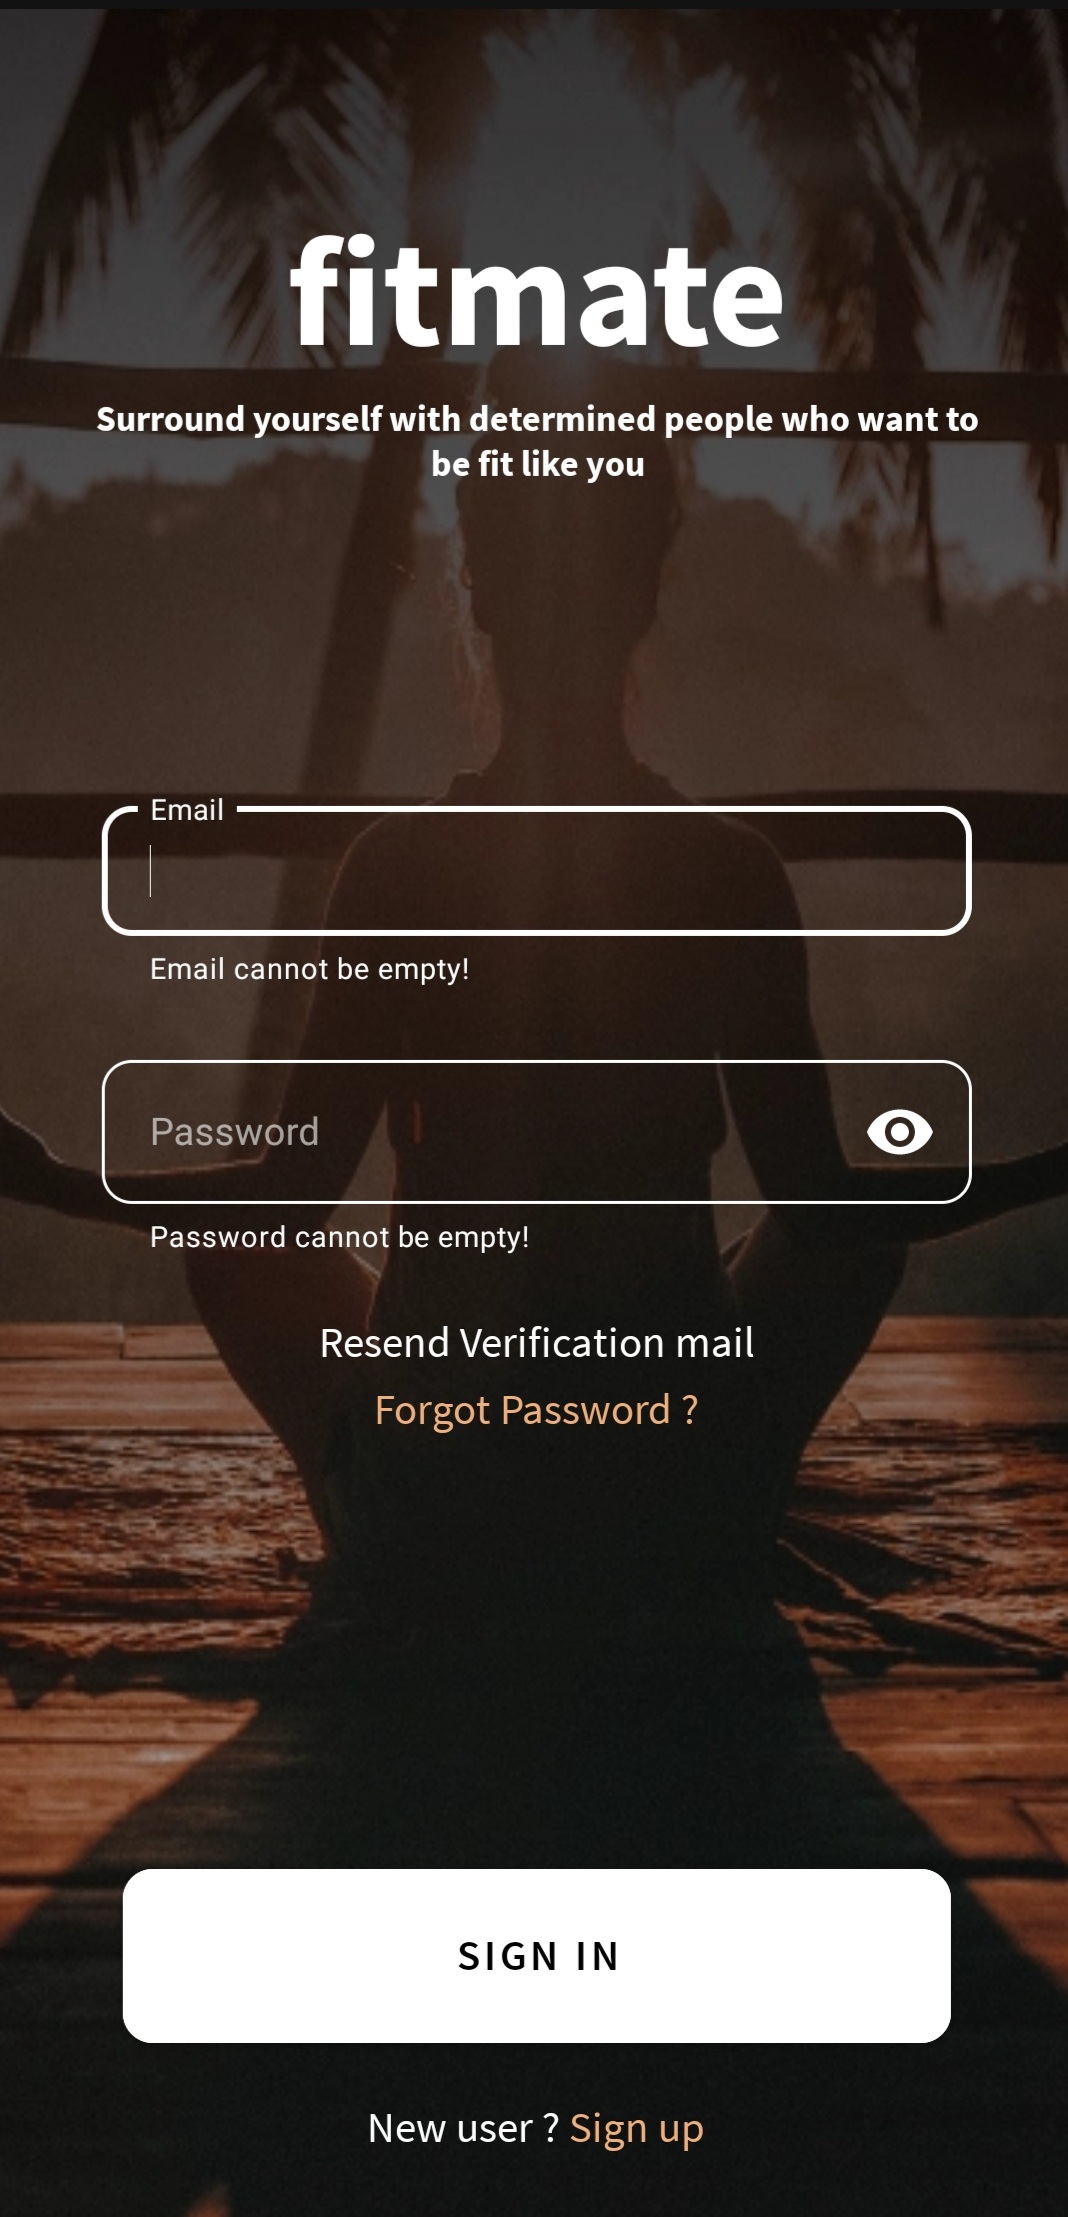 fitmate
Surround yourself with determined people who want to
be fit like you
Email
Email cannot be empty!
Password
Password cannot be empty!
Resend Verification mail
Forgot Password ?
SIGN IN
New user ? Sign up